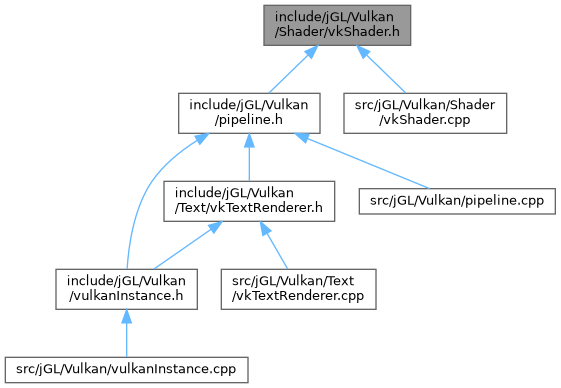 include/jGL/Vulkan
/Shader/vkShader.h
include/jGL/Vulkan
/pipeline.h
src/jGL/Vulkan/Shader
/vkShader.cpp
include/jGL/Vulkan
/Text/vkTextRenderer.h
src/jGL/Vulkan/pipeline.cpp
include/jGL/Vulkan
/vulkanInstance.h
src/jGL/Vulkan/Text
/vkTextRenderer.cpp
src/jGL/Vulkan/vulkanInstance.cpp